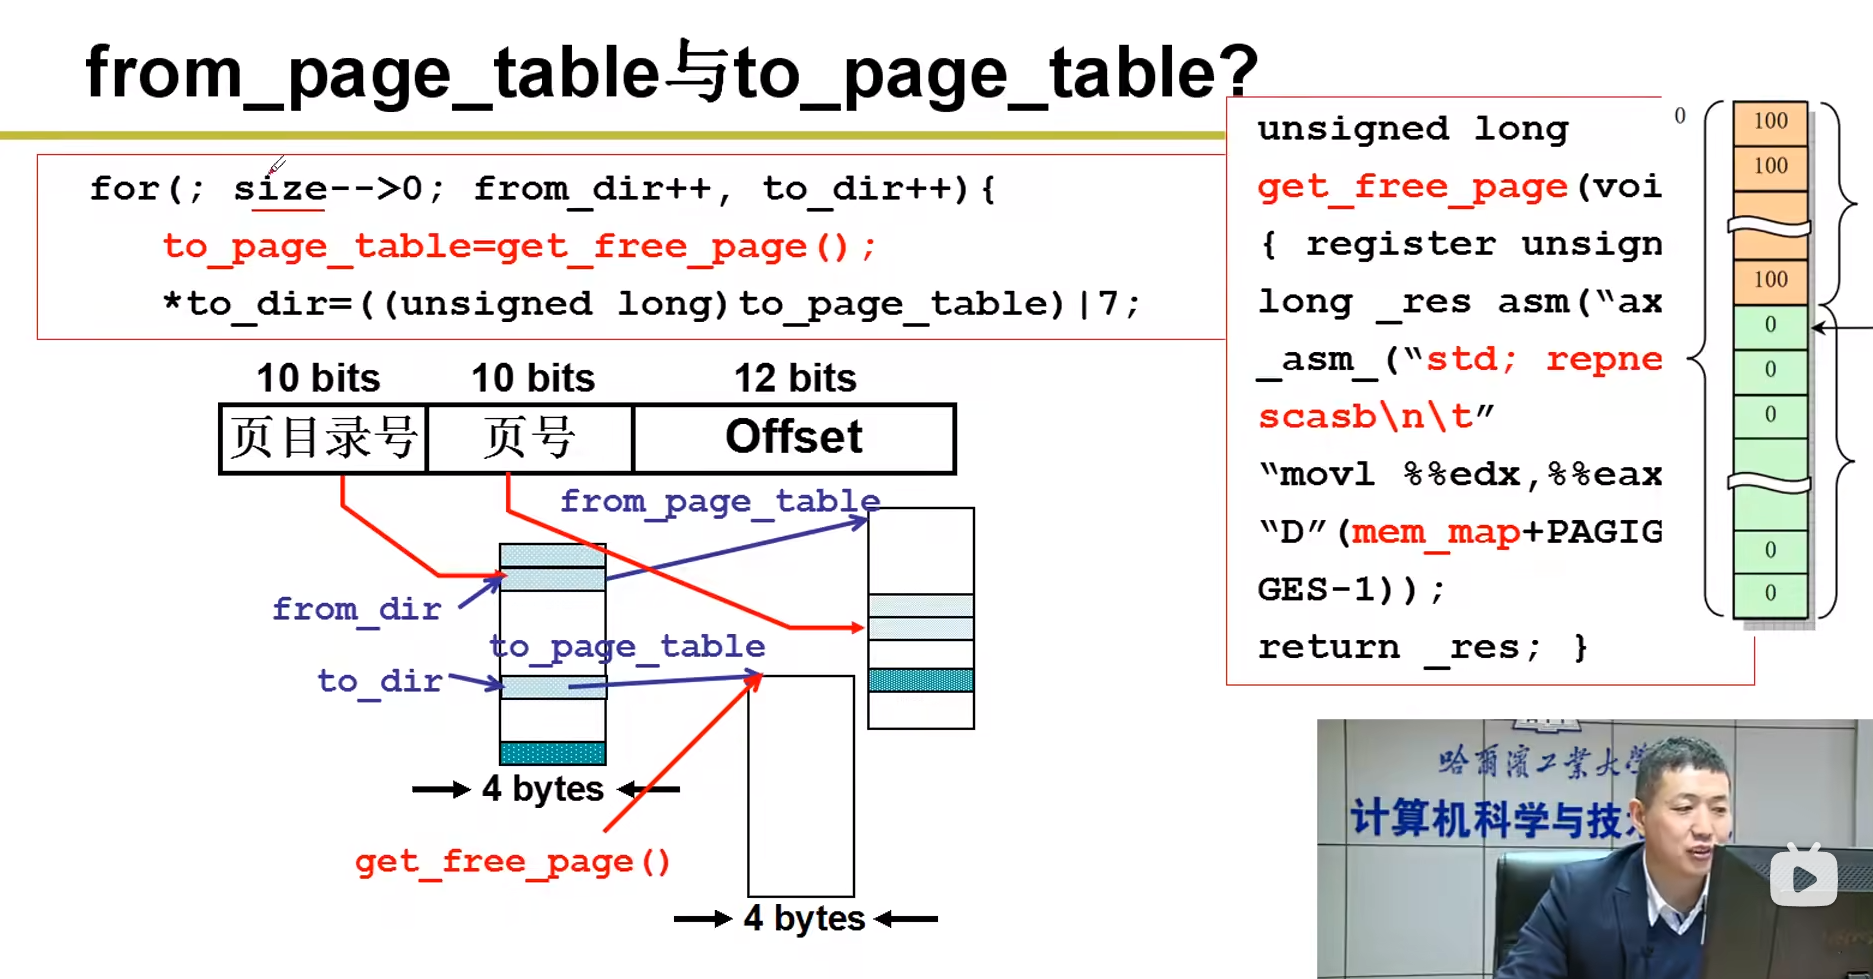 from_page_table与to_page_table?
for(; size-->0; from_dir++, to_dir++){
to_page_table=get_free_page();
*to_dir=((unsigned long)to_page_table)|7;
10 bits 10 bits 12 bits
页目录号 页号 Offset
from_page_table
from_dir
to_page_table
to_dir
4 bytes
get_free_page()
4 bytes
unsigned long
get_free_page(voi
{ register unsign
long _res asm(“ax
_asm_(“std; repne
scasb\n\t”
“movl %%edx,%%eax
“D”(mem_map+PAGIG
GES-1));
return _res; }
0
100
100
100
0
0
0
0
0
哈尔滨工业大学
计算机科学与技